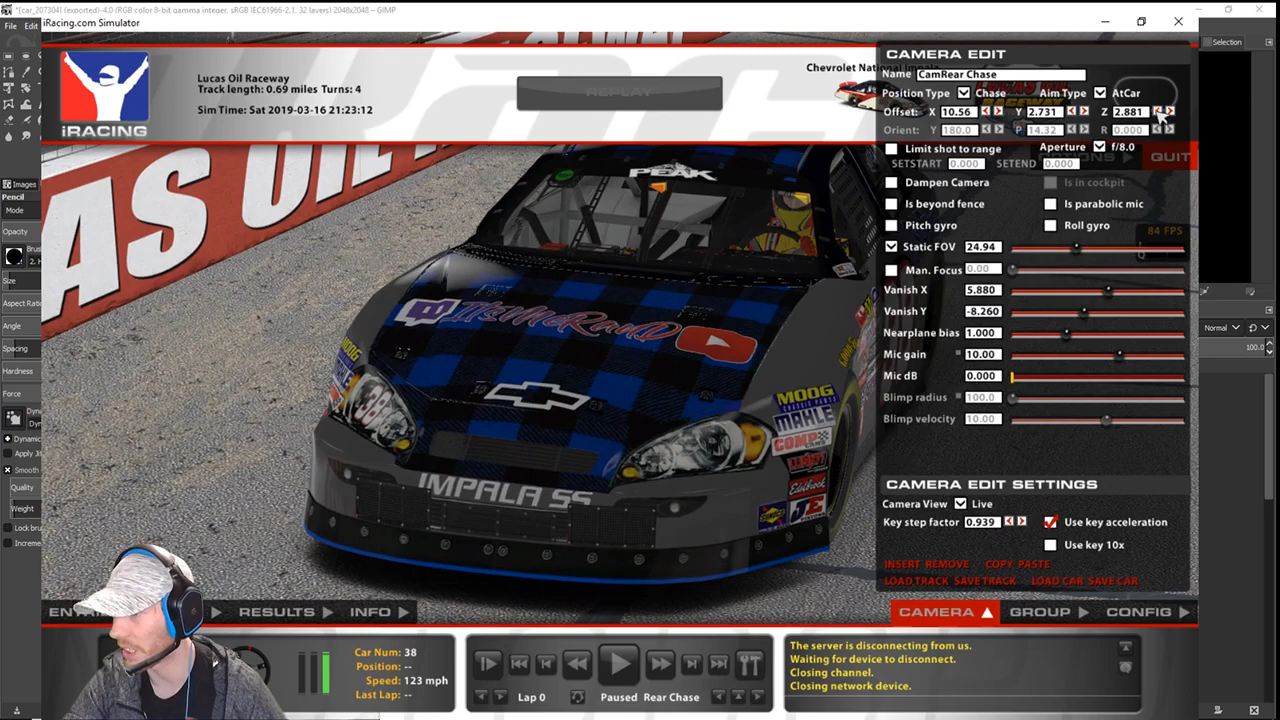 *[car_207304] (exported)-4.0 (RGB color 8-bit gamma integer, sRGB IEC61966-2.1, 32 layers) 2048x2048 – GIMP
File Edit
iRacing.com Simulator
iRACING
Lucas Oil Raceway
Track length: 0.69 miles Turns: 4
Sim Time: Sat 2019-03-16 21:23:12
REPLAY
CAMERA EDIT
Name CamRear Chase
Position Type Chase Aim Type AtCar
Offset: X 10.56 Y 2.731 Z 2.881
Orient: Y 180.0 P 14.32 R 0.000
Limit shot to range Aperture f/8.0
SETSTART 0.000 SETEND 0.000
QUIT
Dampen Camera Is in cockpit
Is beyond fence Is parabolic mic
Pitch gyro Roll gyro
84 FPS
Static FOV 24.94
Man. Focus 0.00
Vanish X 5.880
Vanish Y -8.260
Nearplane bias 1.000
Mic gain 10.00
Mic dB 0.000
Blimp radius 100.0
Blimp velocity 10.00
CAMERA EDIT SETTINGS
Camera View Live
Key step factor 0.939 Use key acceleration
Use key 10x
INSERT REMOVE COPY PASTE
LOAD TRACK SAVE TRACK LOAD CAR SAVE CAR
Images
Pencil
Mode
Opacity
Size
Angle
Spacing
Hardness
Force
Quality
Weight
Selection
Normal
100.0
PEAK
ItsMeRamD
IMPALA SS
38
MOOG
MAHLE
MOOG
MAHLE
COMP
Edelbrock
JE
RESULTS INFO
CAMERA GROUP CONFIG
Car Num: 38
Position: --
Speed: 123 mph
Last Lap: --
Lap 0 Paused Rear Chase
The server is disconnecting from us.
Waiting for device to disconnect.
Closing channel.
Closing network device.